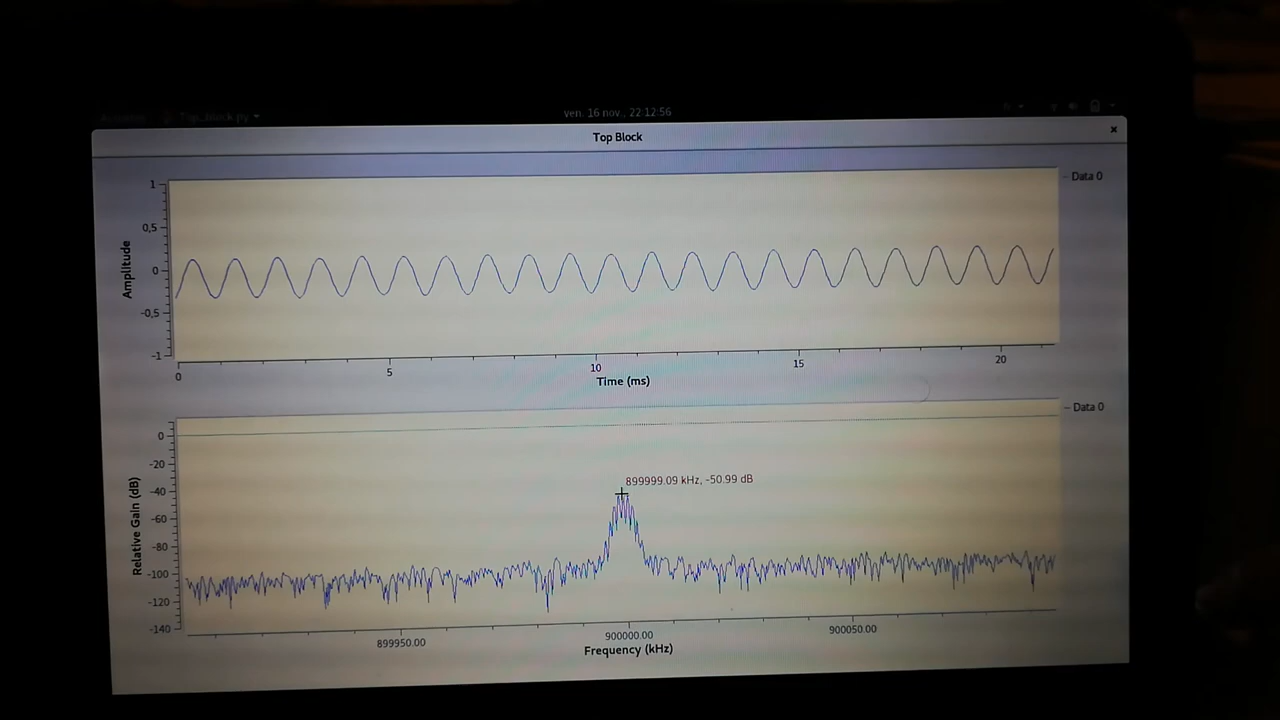 Top_block.py
ven. 16 nov., 22:12:56
Top Block
Data 0
1
0,5
0
-0,5
-1
Amplitude
0 5 10 15 20
Time (ms)
Data 0
0
-20
-40
-60
-80
-100
-120
-140
Relative Gain (dB)
899999.09 kHz, -50.99 dB
899950.00 900000.00 900050.00
Frequency (kHz)